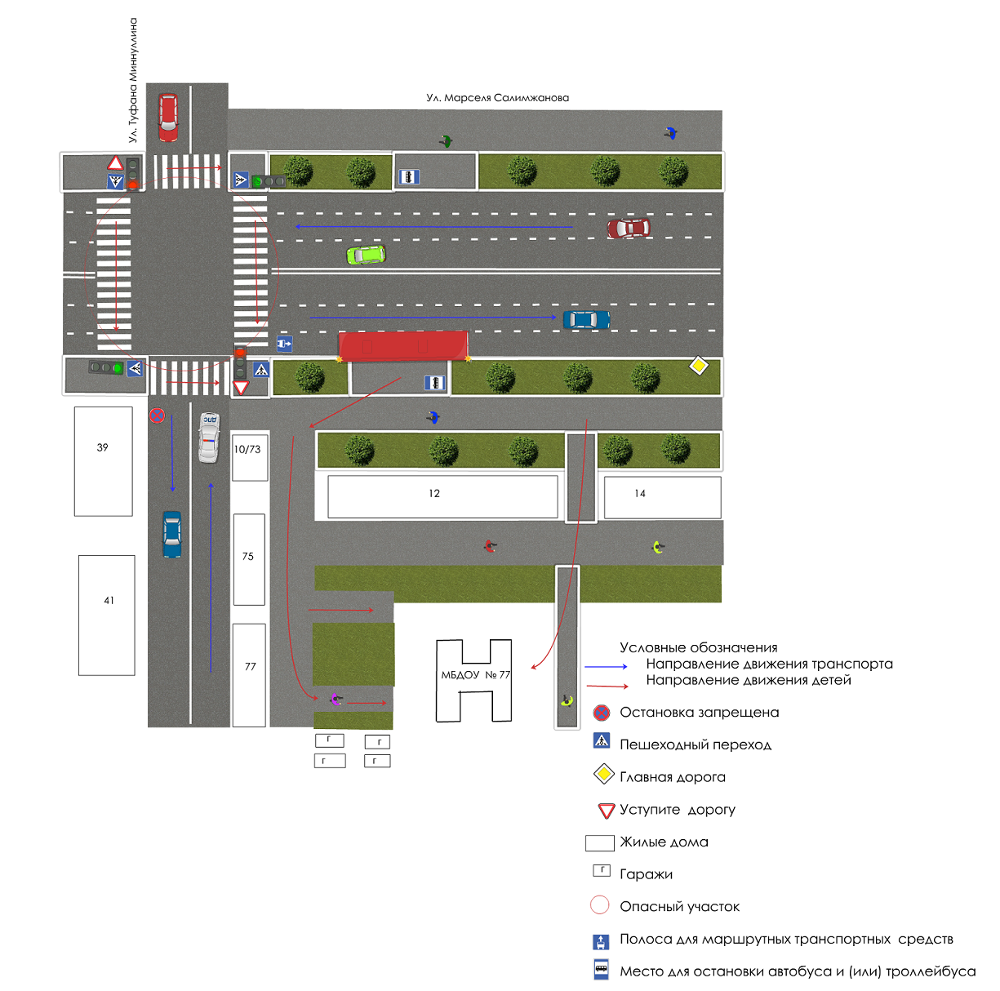 Ул. Туфана Миннуллина
Ул. Марселя Салимжанова
ДПС
39
10/73
12
14
75
41
77
МБДОУ № 77
Г
Г
Г
Г
Условные обозначения
Направление движения транспорта
Направление движения детей
Остановка запрещена
Пешеходный переход
Главная дорога
Уступите дорогу
Жилые дома
Г
Гаражи
Опасный участок
Полоса для маршрутных транспортных средств
Место для остановки автобуса и (или) троллейбуса